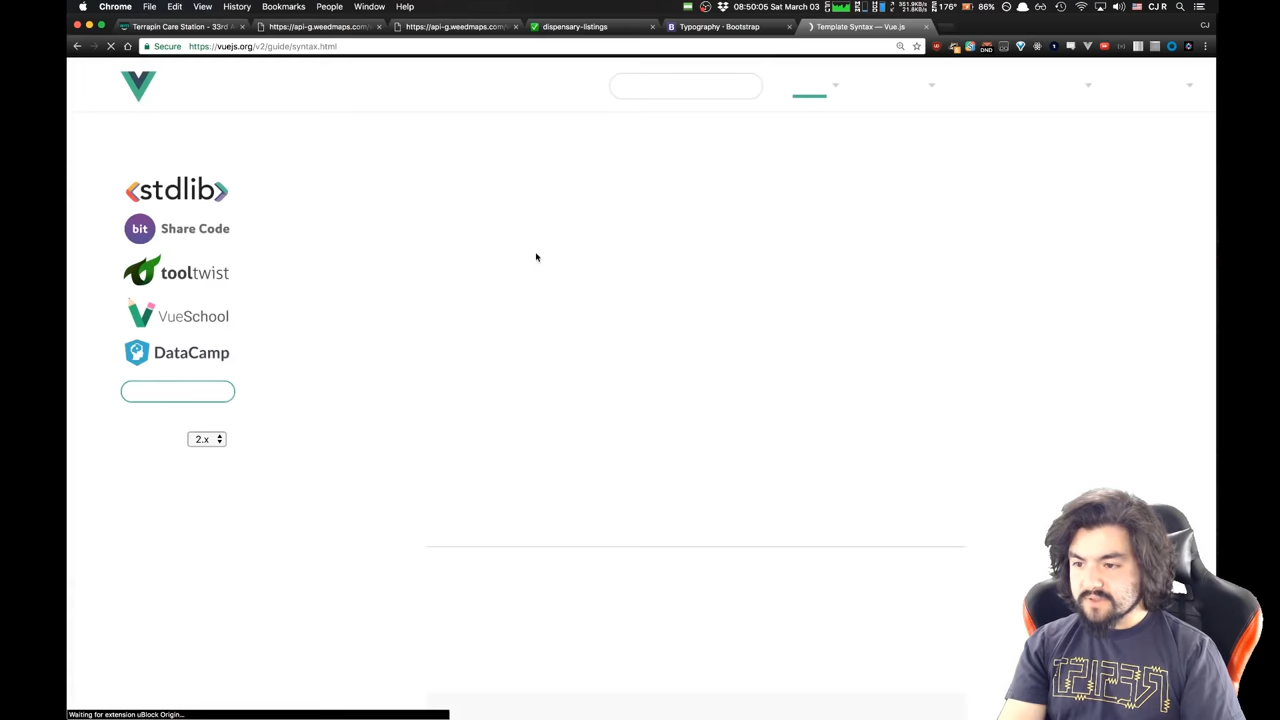 Chrome File Edit View History Bookmarks People Window Help
176° 86% Sat March 03 08:50:05 CJ R
Terrapin Care Station - 33rd A https://api-g.weedmaps.com/ https://api-g.weedmaps.com/ dispensary-listings Typography · Bootstrap Template Syntax — Vue.js CJ
Secure https://vuejs.org/v2/guide/syntax.html
<stdlib>
bit Share Code
tooltwist
VueSchool
DataCamp
2.x
Waiting for extension uBlock Origin...